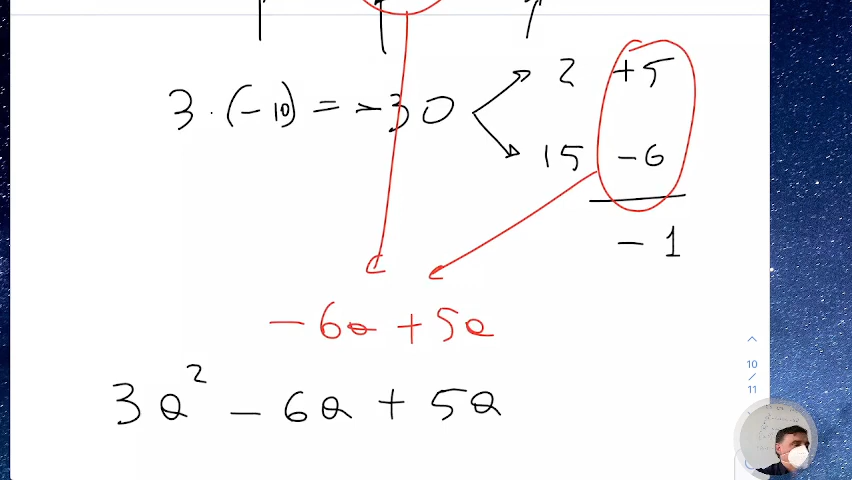 3 · (-10) = -30
2 +5
15 -6
-1
-6a +5a
3a² - 6a + 5a
10
/
11